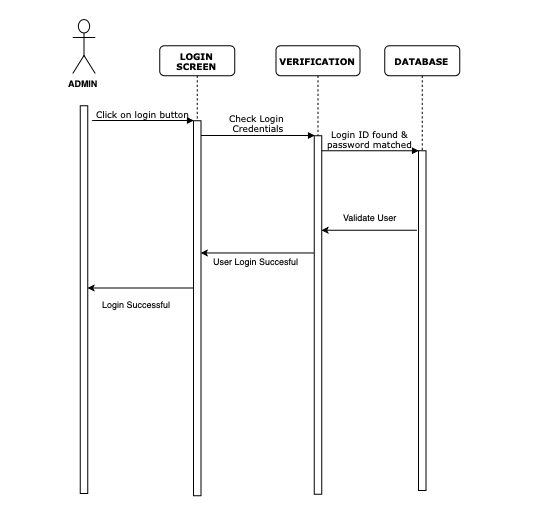 ADMIN
LOGIN
SCREEN
VERIFICATION
DATABASE
Click on login button
Check Login
Credentials
Login ID found &
password matched
Validate User
User Login Succesful
Login Successful